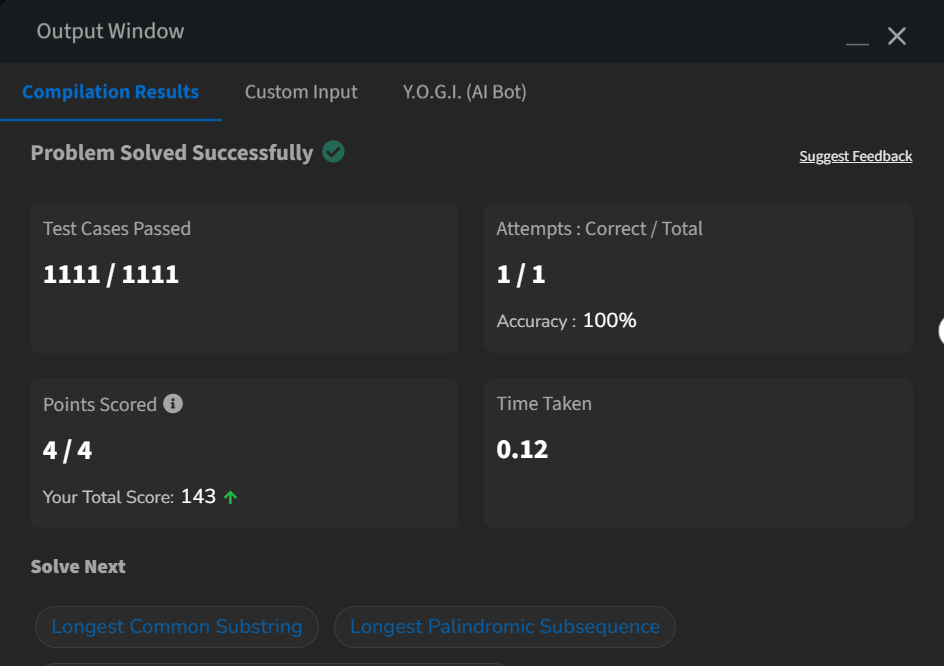 Output Window
Compilation Results Custom Input Y.O.G.I. (AI Bot)
Problem Solved Successfully
Suggest Feedback
Test Cases Passed
1111 / 1111
Attempts : Correct / Total
1 / 1
Accuracy : 100%
Points Scored
4 / 4
Your Total Score: 143
Time Taken
0.12
Solve Next
Longest Common Substring Longest Palindromic Subsequence